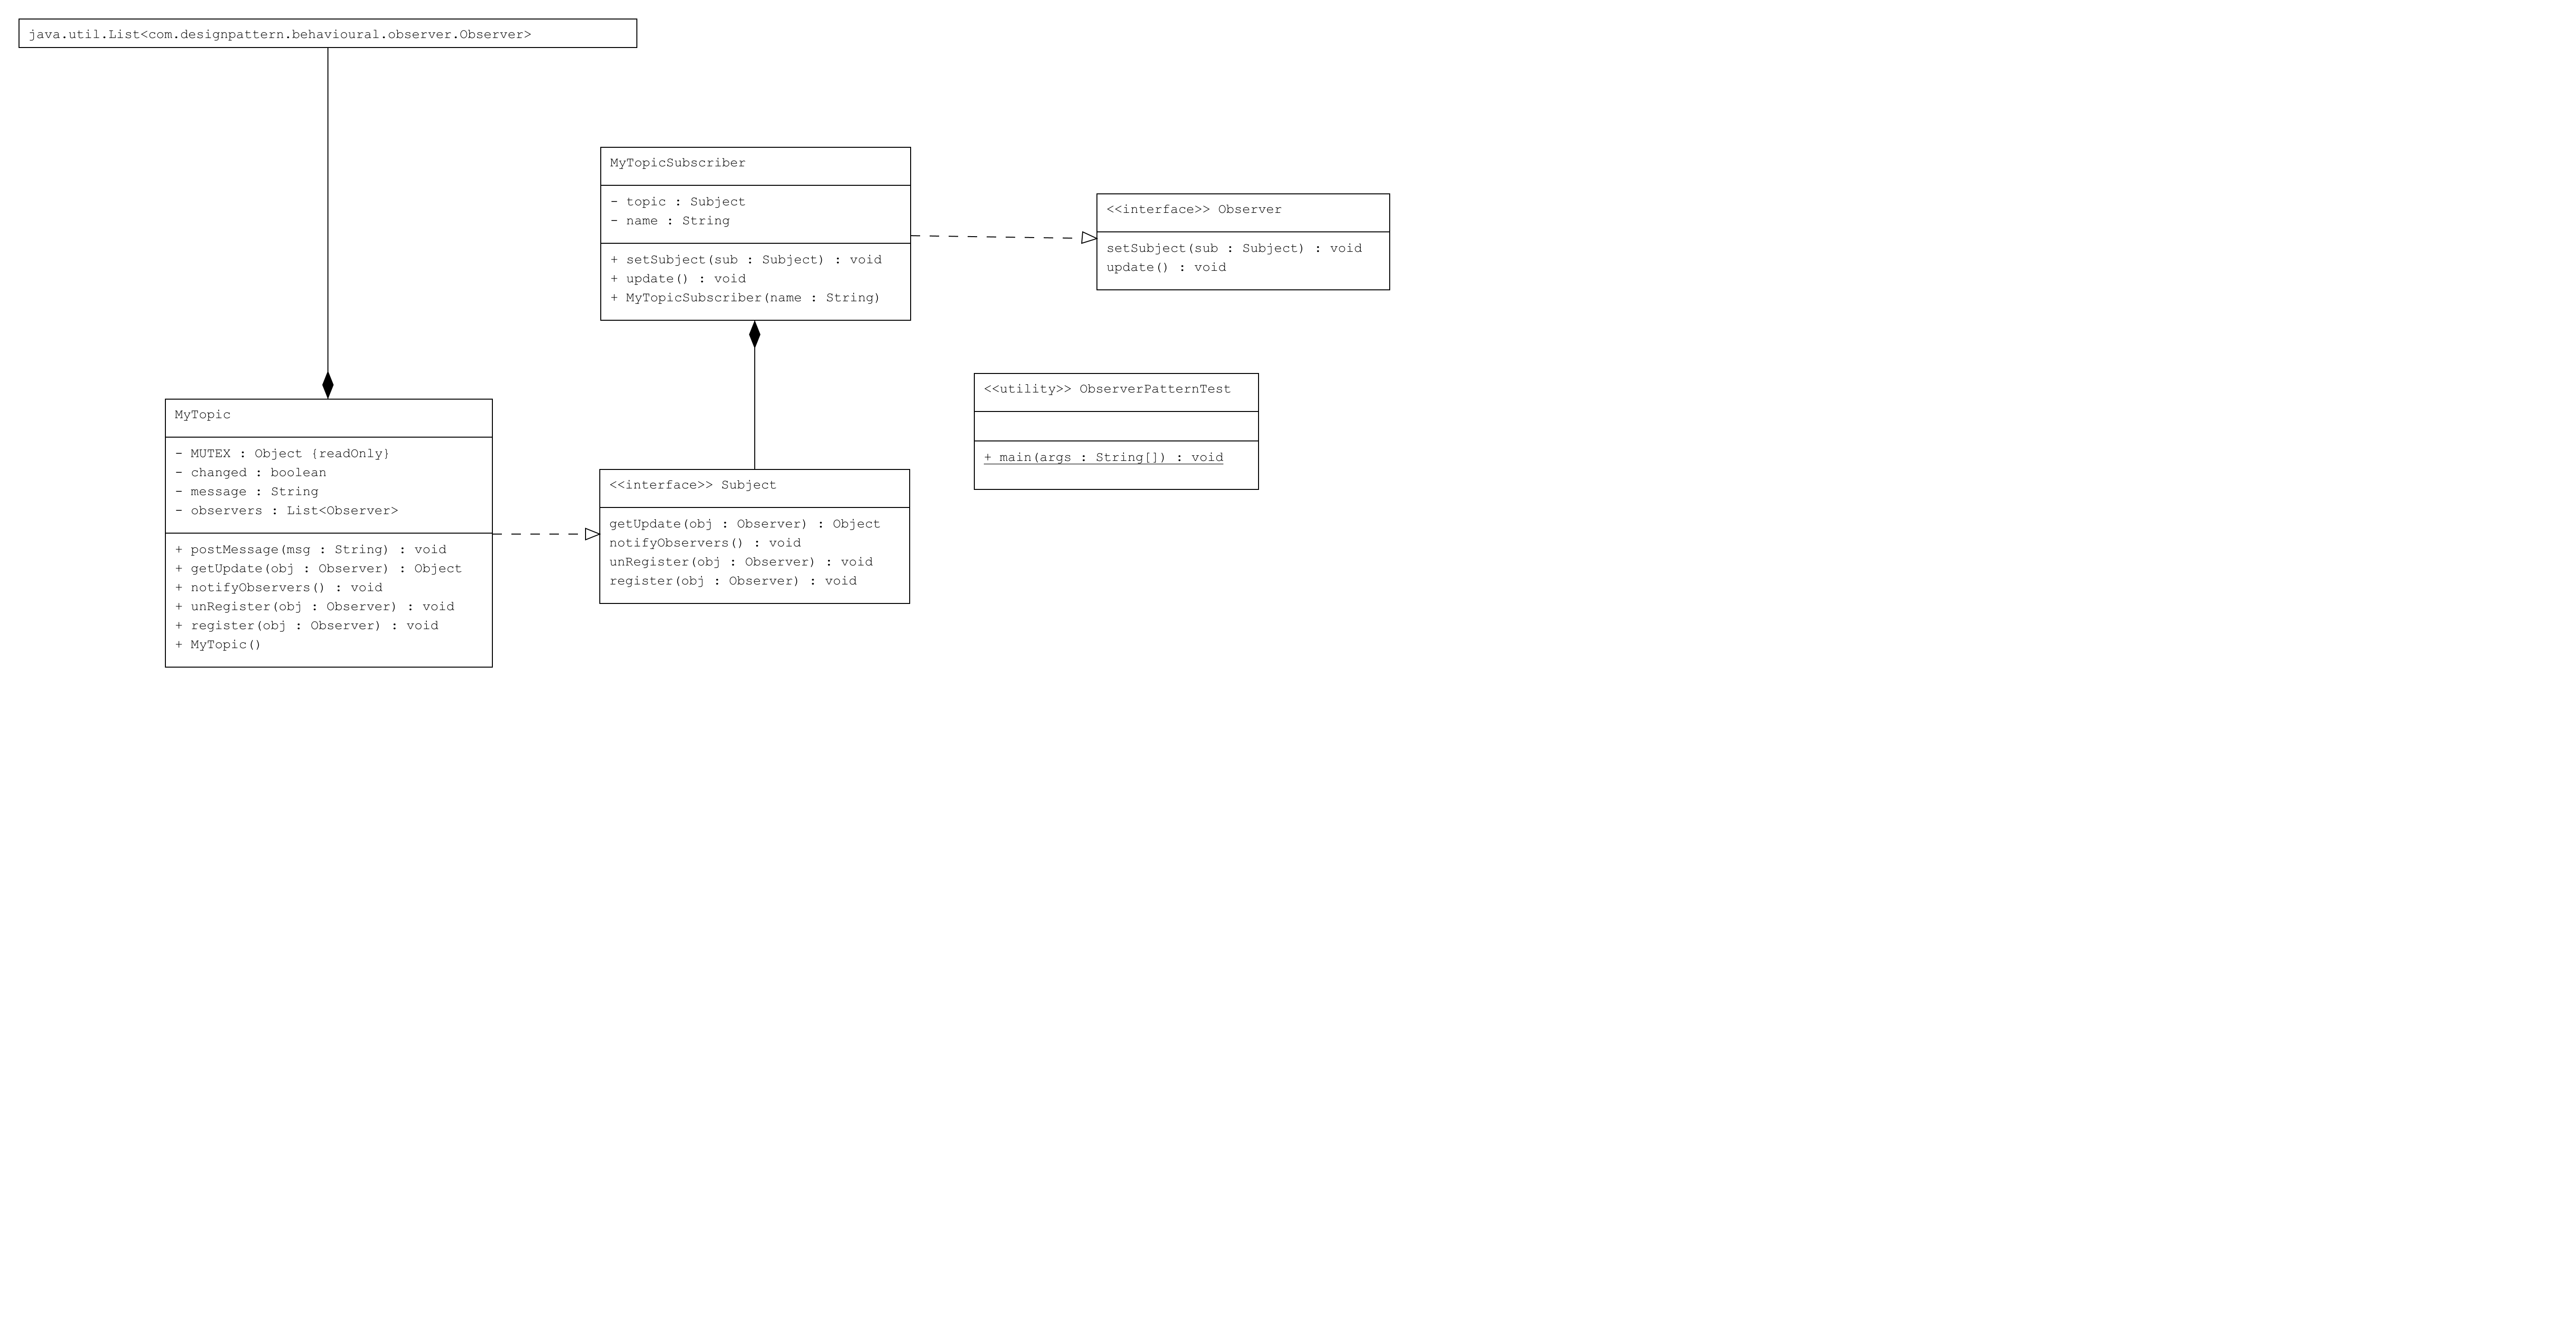 java.util.List<com.designpattern.behavioural.observer.Observer>
MyTopicSubscriber
- topic : Subject
- name : String
+ setSubject(sub : Subject) : void
+ update() : void
+ MyTopicSubscriber(name : String)
<<interface>> Observer
setSubject(sub : Subject) : void
update() : void
<<utility>> ObserverPatternTest
+ main(args : String[]) : void
MyTopic
- MUTEX : Object {readOnly}
- changed : boolean
- message : String
- observers : List<Observer>
+ postMessage(msg : String) : void
+ getUpdate(obj : Observer) : Object
+ notifyObservers() : void
+ unRegister(obj : Observer) : void
+ register(obj : Observer) : void
+ MyTopic()
<<interface>> Subject
getUpdate(obj : Observer) : Object
notifyObservers() : void
unRegister(obj : Observer) : void
register(obj : Observer) : void